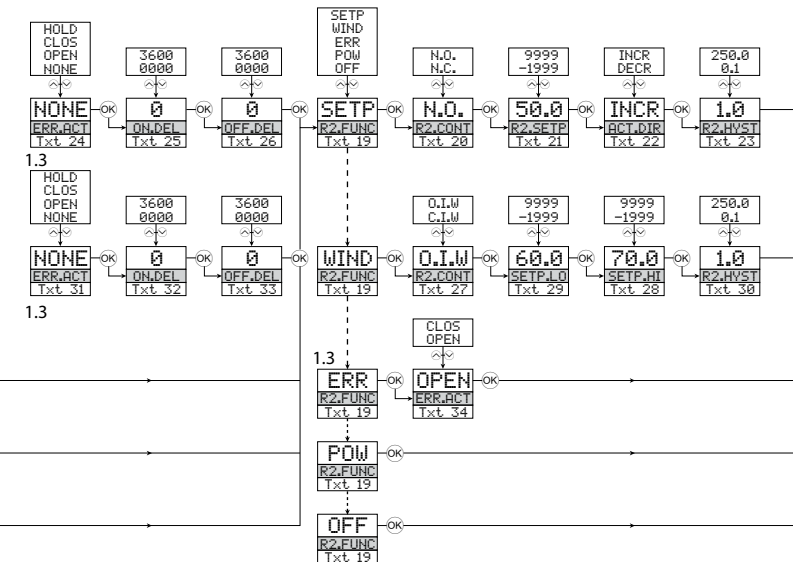 HOLD
CLOS
OPEN
NONE
3600
0000
3600
0000
SETP
WIND
ERR
POW
OFF
N.O.
N.C.
9999
-1999
INCR
DECR
250.0
0.1
NONE OK 0 OK 0 OK SETP OK N.O. OK 50.0 OK INCR OK 1.0
ERR.ACT ON.DEL OFF.DEL R2.FUNC R2.CONT R2.SETP ACT.DIR R2.HYST
Txt 24 Txt 25 Txt 26 Txt 19 Txt 20 Txt 21 Txt 22 Txt 23
1.3
HOLD
CLOS
OPEN
NONE
3600
0000
3600
0000
O.I.W
C.I.W
9999
-1999
9999
-1999
250.0
0.1
NONE OK 0 OK 0 OK WIND OK O.I.W OK 60.0 OK 70.0 OK 1.0
ERR.ACT ON.DEL OFF.DEL R2.FUNC R2.CONT SETP.LO SETP.HI R2.HYST
Txt 31 Txt 32 Txt 33 Txt 19 Txt 27 Txt 29 Txt 28 Txt 30
1.3
CLOS
OPEN
1.3
ERR OK OPEN OK
R2.FUNC ERR.ACT
Txt 19 Txt 34
POW OK
R2.FUNC
Txt 19
OFF OK
R2.FUNC
Txt 19